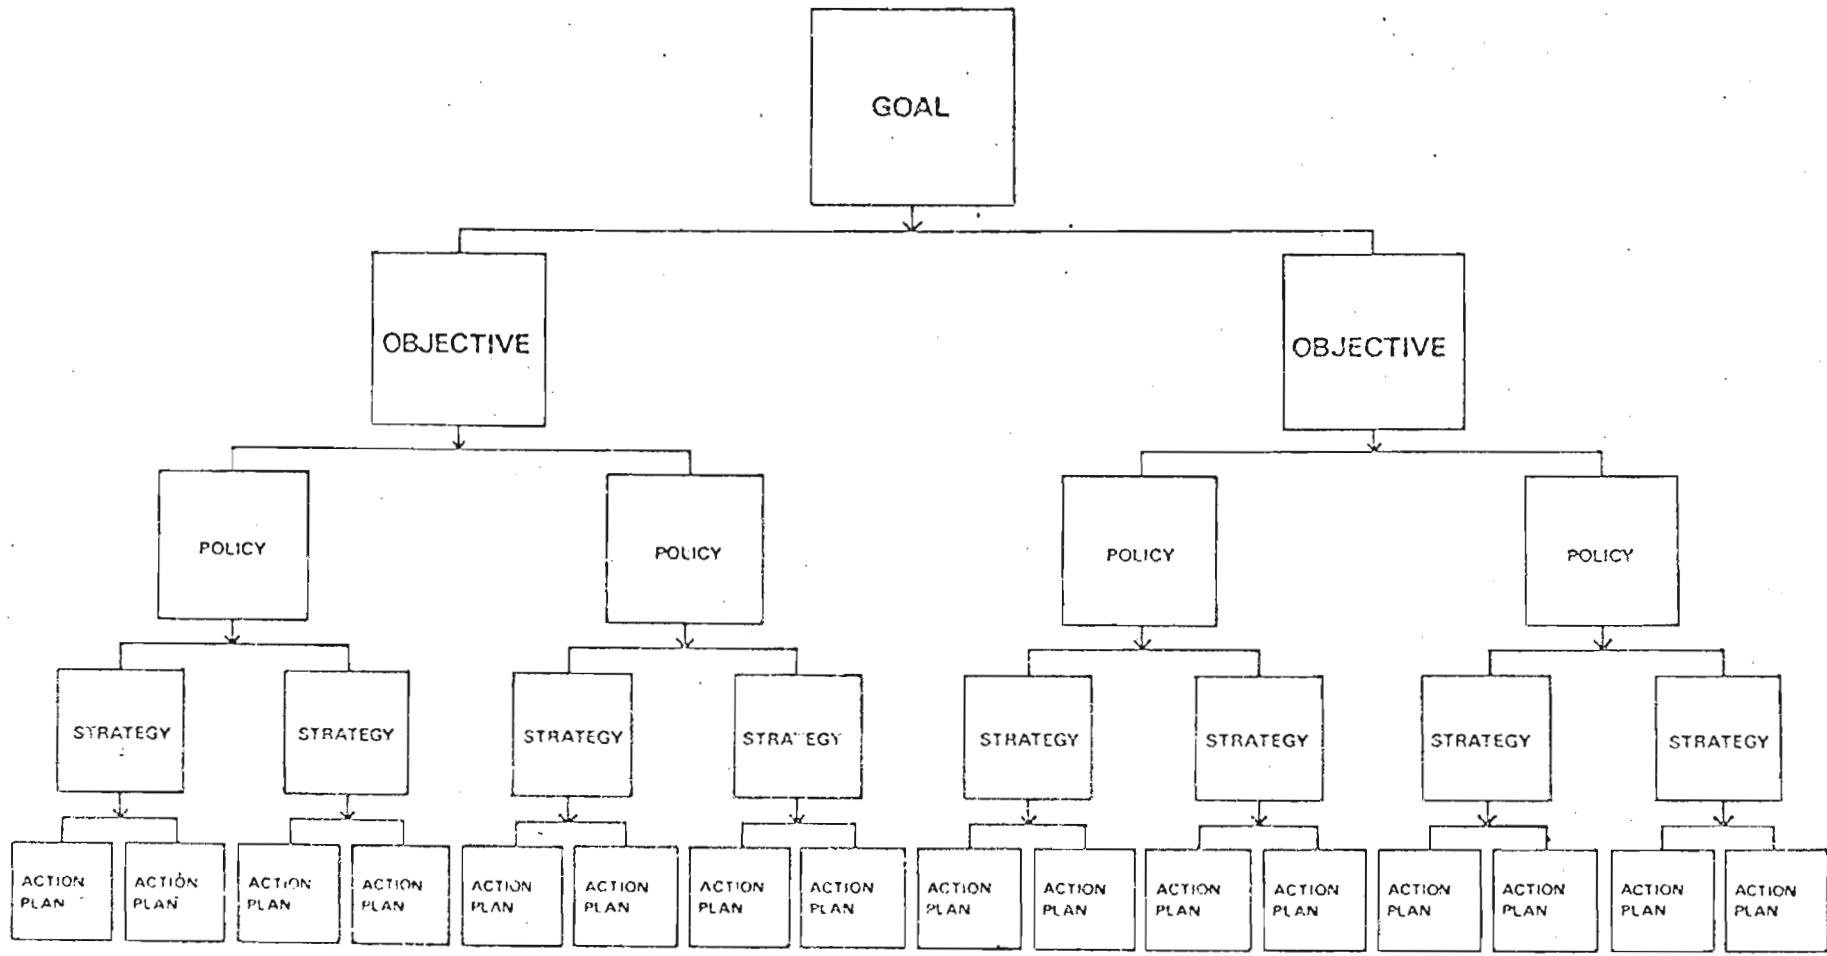 GOAL
OBJECTIVE
OBJECTIVE
POLICY
POLICY
POLICY
POLICY
STRATEGY
STRATEGY
STRATEGY
STRATEGY
STRATEGY
STRATEGY
STRATEGY
STRATEGY
ACTION
PLAN
ACTION
PLAN
ACTION
PLAN
ACTION
PLAN
ACTION
PLAN
ACTION
PLAN
ACTION
PLAN
ACTION
PLAN
ACTION
PLAN
ACTION
PLAN
ACTION
PLAN
ACTION
PLAN
ACTION
PLAN
ACTION
PLAN
ACTION
PLAN
ACTION
PLAN